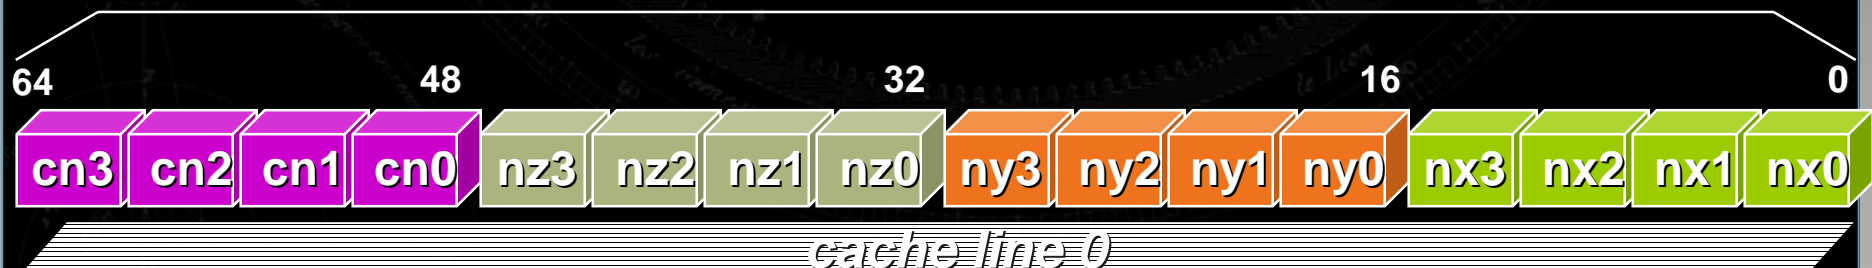 64 48 32 16 0
cn3 cn2 cn1 cn0 nz3 nz2 nz1 nz0 ny3 ny2 ny1 ny0 nx3 nx2 nx1 nx0
cache line 0